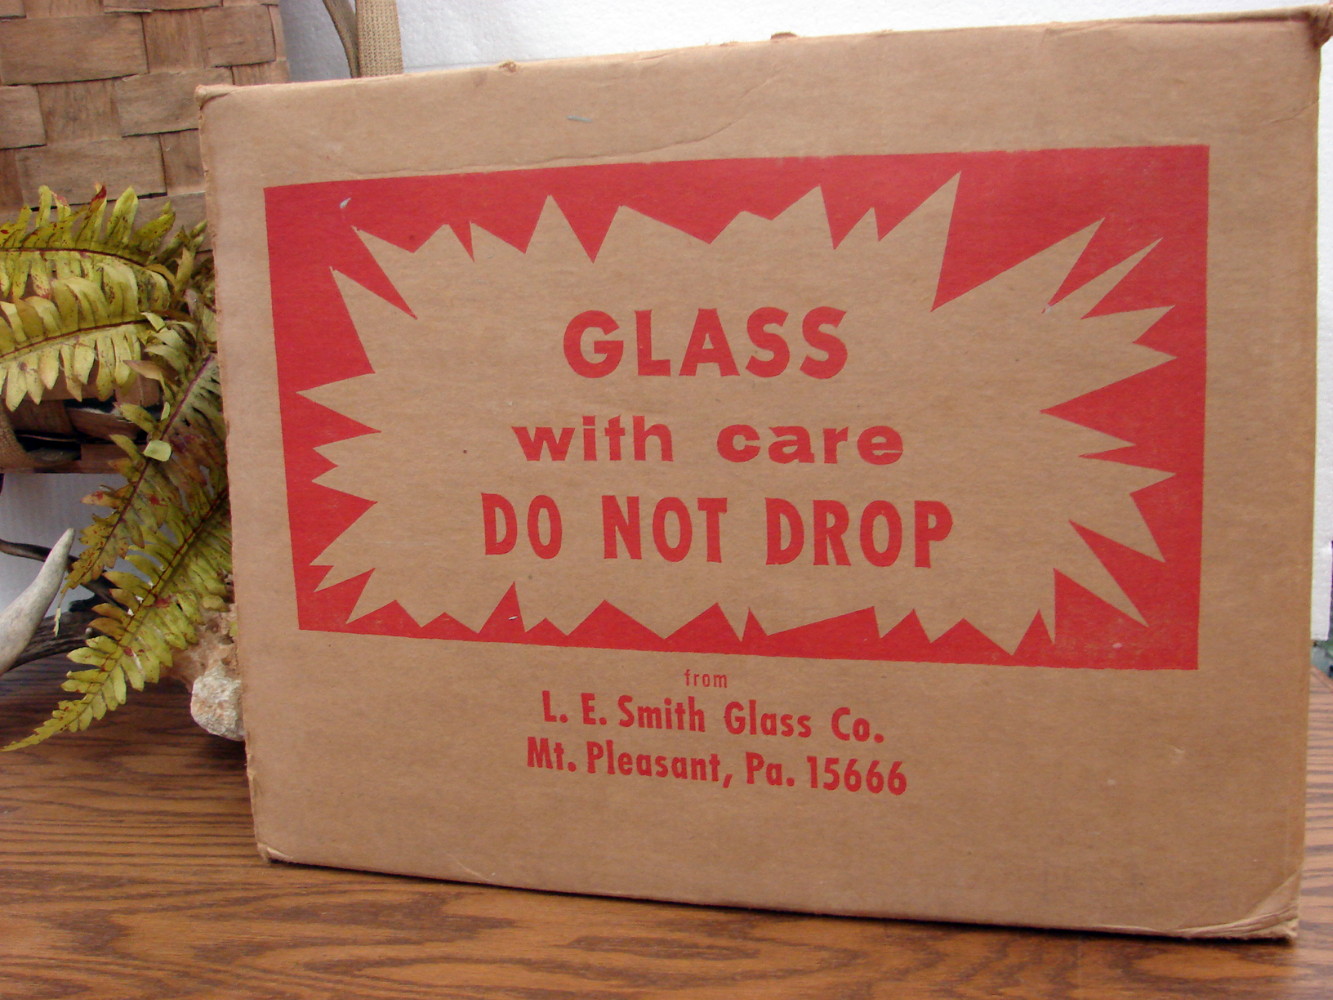 GLASS
with care
DO NOT DROP
from
L. E. Smith Glass Co.
Mt. Pleasant, Pa. 15666